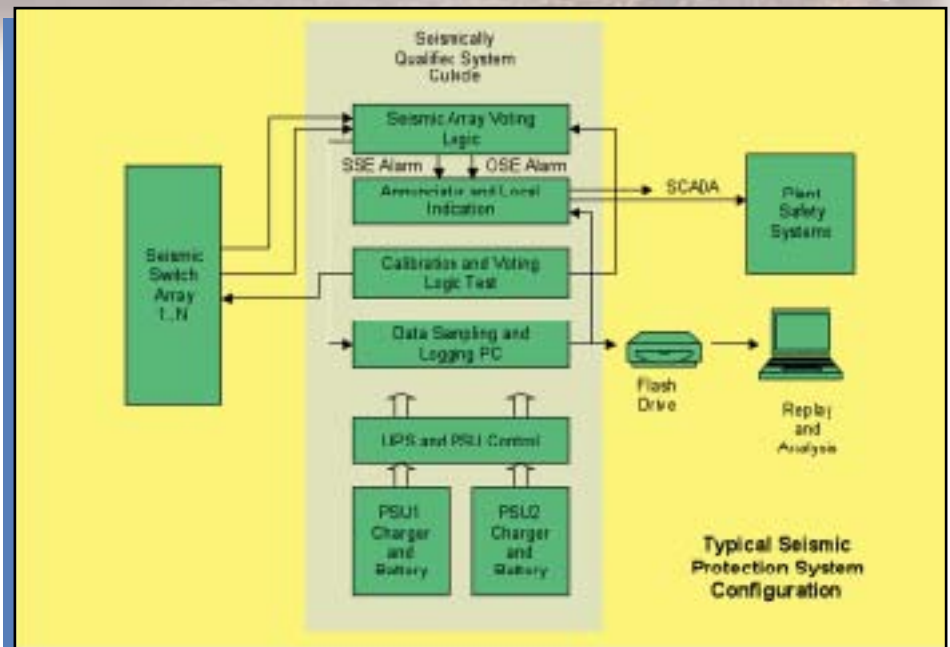 Seismically
Qualified System
Cubicle
Seismic Array Voting
Logic
SSE Alarm
OSE Alarm
Annunciator and Local
Indication
SCADA
Plant
Safety
Systems
Seismic
Switch
Array
1..N
Calibration and Voting
Logic Test
Data Sampling and
Logging PC
Flash
Drive
Replay
and
Analysis
UPS and PSU Control
PSU1
Charger
and
Battery
PSU2
Charger
and
Battery
Typical Seismic
Protection System
Configuration